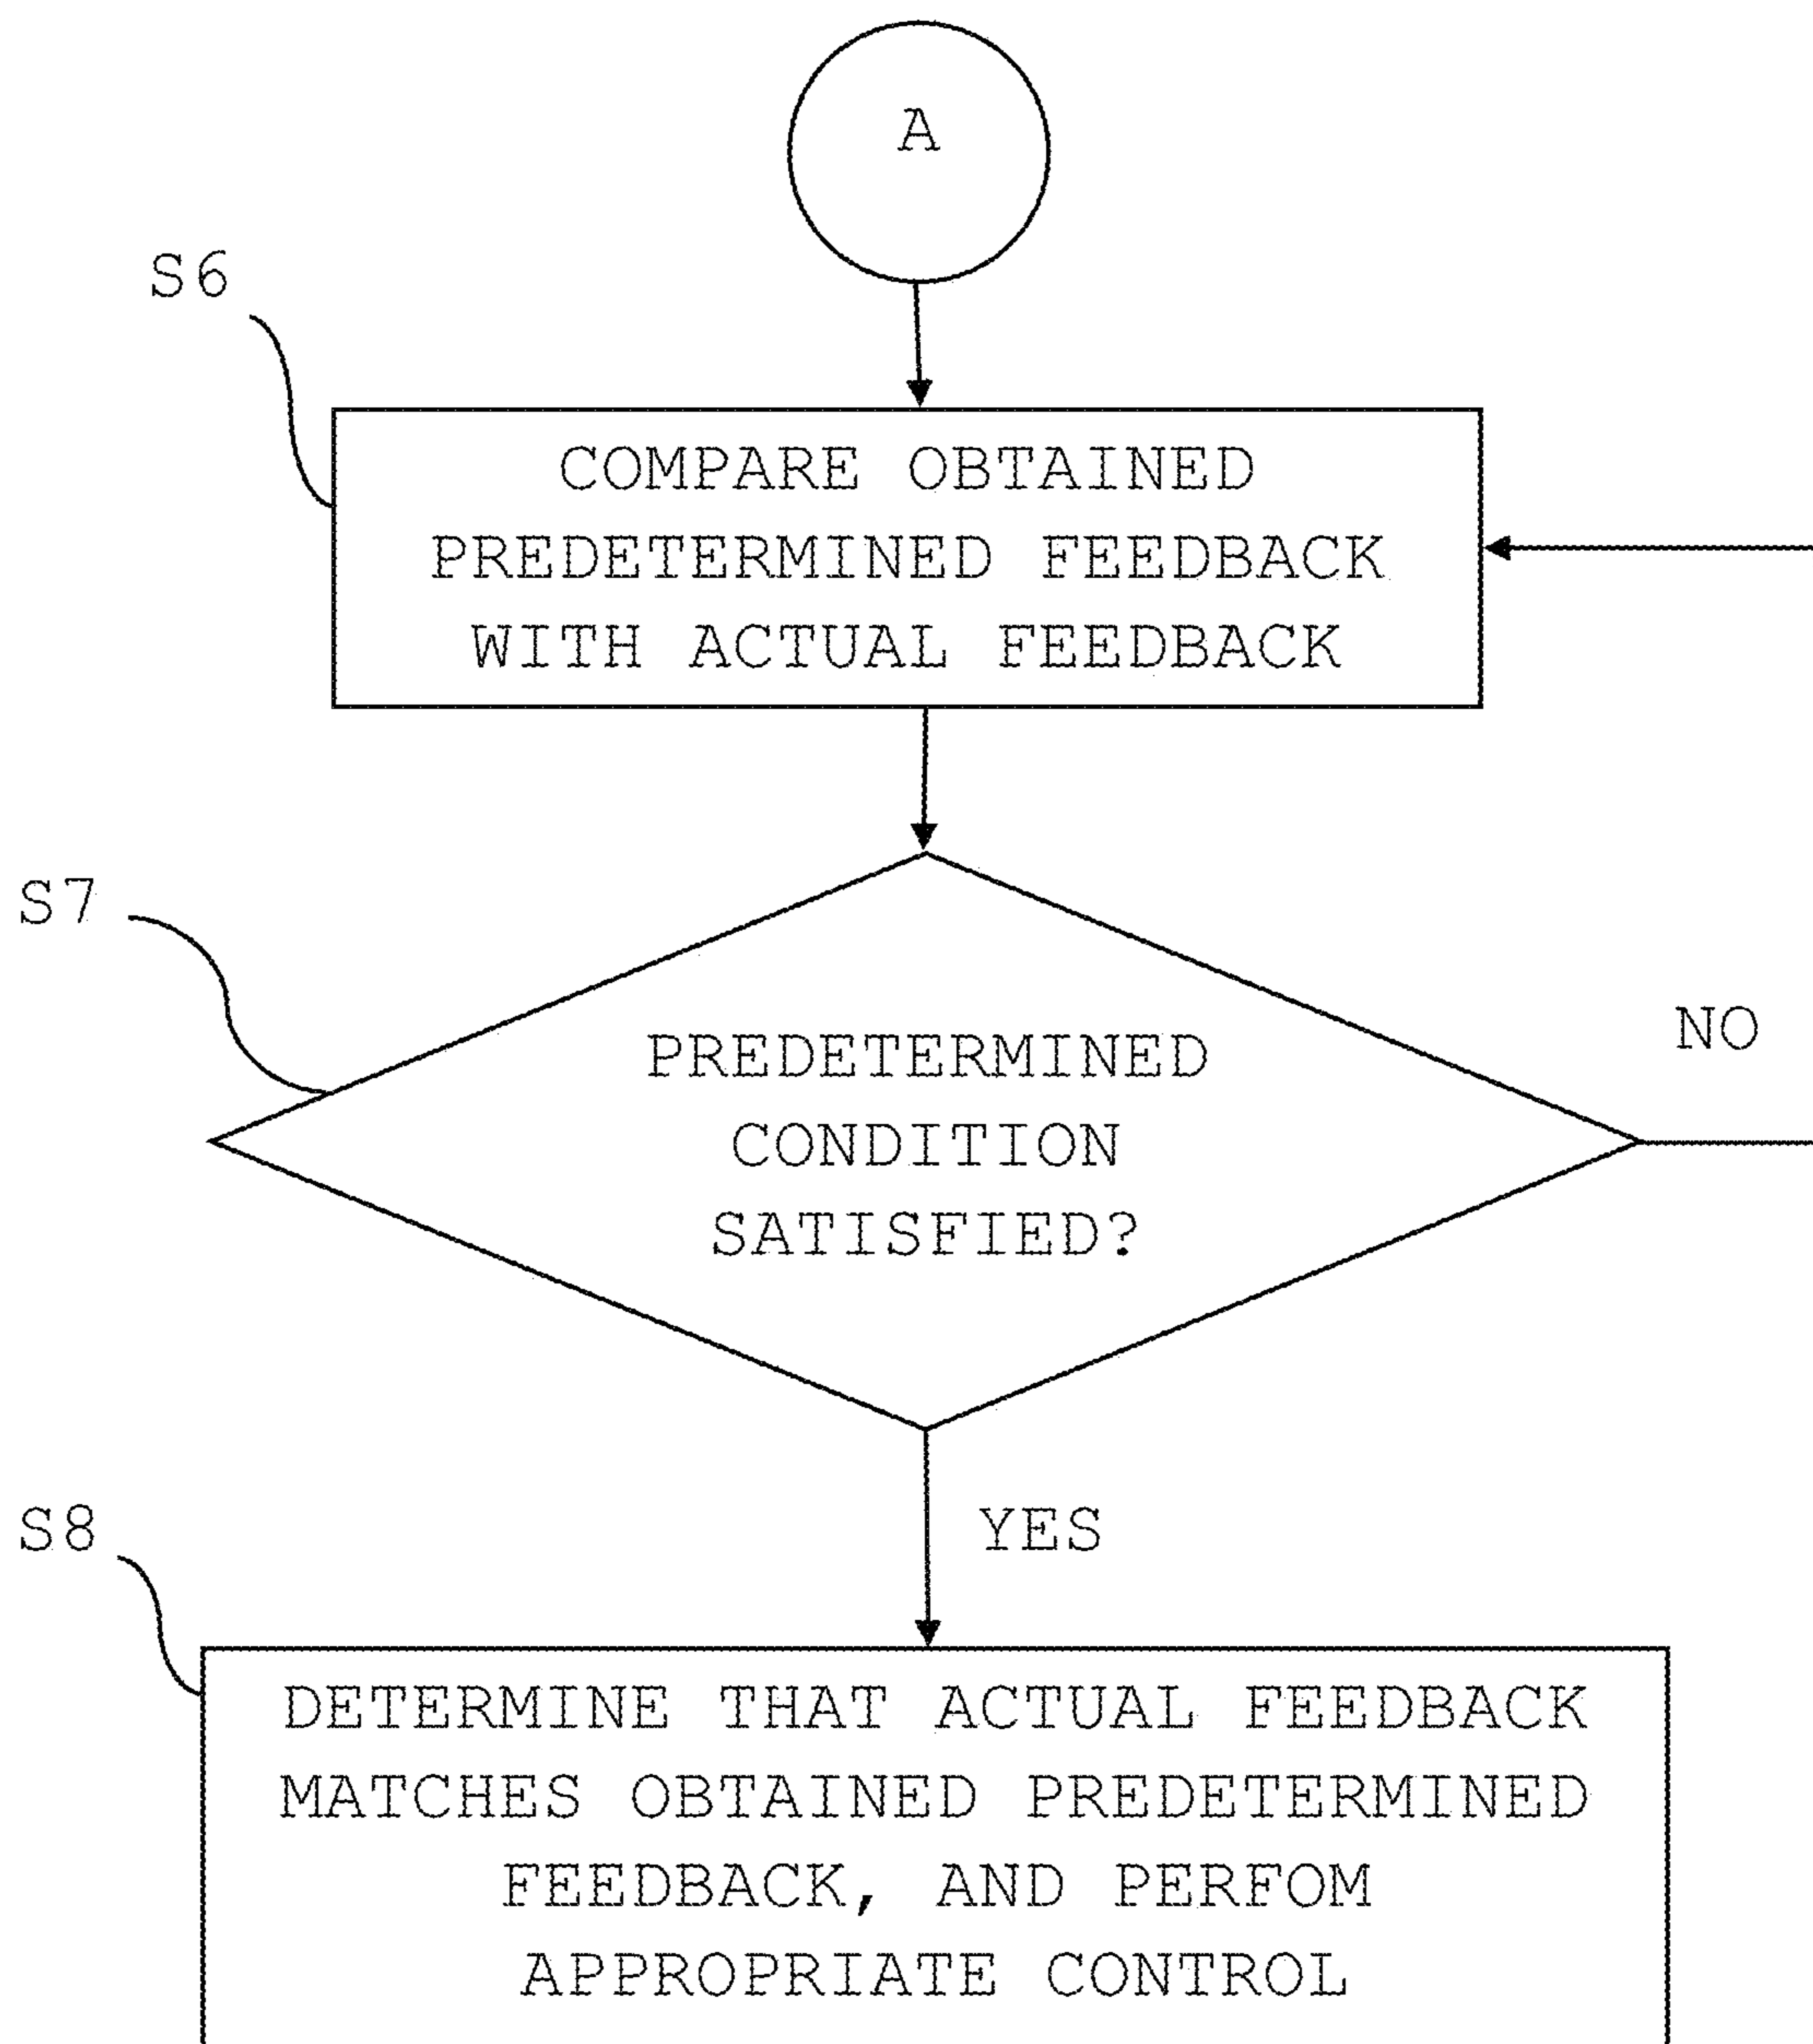 A
S6
COMPARE OBTAINED
PREDETERMINED FEEDBACK
WITH ACTUAL FEEDBACK
S7
PREDETERMINED
CONDITION
SATISFIED?
NO
YES
S8
DETERMINE THAT ACTUAL FEEDBACK
MATCHES OBTAINED PREDETERMINED
FEEDBACK, AND PERFOM
APPROPRIATE CONTROL